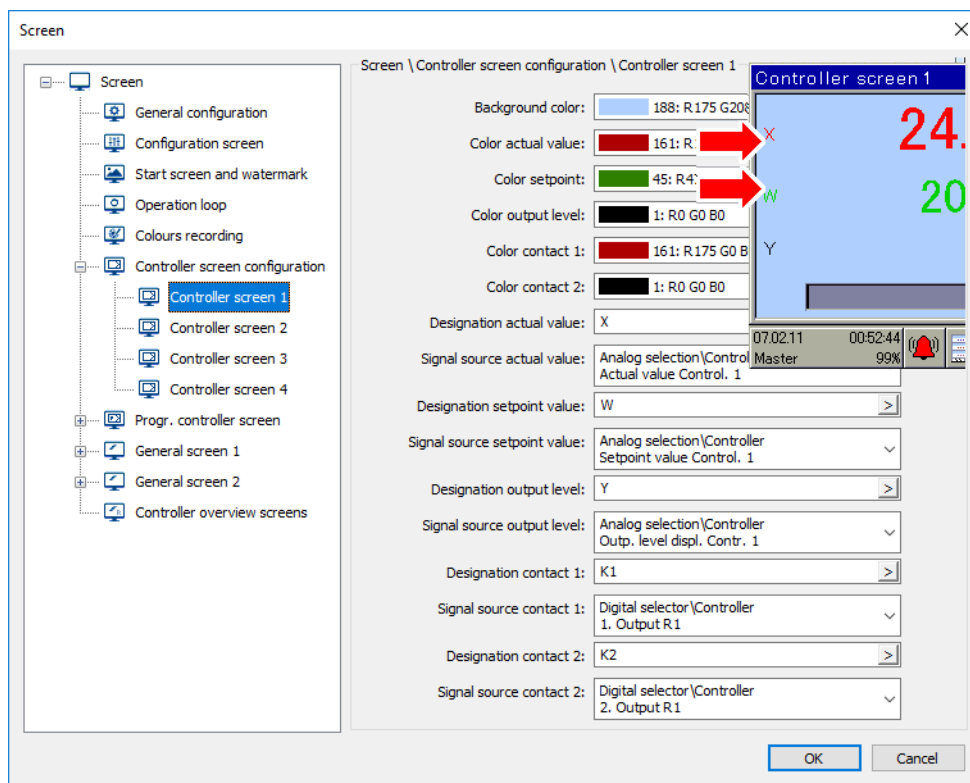 Screen
Screen
General configuration
Configuration screen
Start screen and watermark
Operation loop
Colours recording
Controller screen configuration
Controller screen 1
Controller screen 2
Controller screen 3
Controller screen 4
Progr. controller screen
General screen 1
General screen 2
Controller overview screens
Screen \ Controller screen configuration \ Controller screen 1
Background color: 188: R175 G208
Color actual value: 161: R
Color setpoint: 45: R4
Color output level: 1: R0 G0 B0
Color contact 1: 161: R175 G0 B
Color contact 2: 1: R0 G0 B0
Designation actual value: X
Signal source actual value: Analog selection\Control
Actual value Control. 1
Designation setpoint value: W >
Signal source setpoint value: Analog selection\Controller
Setpoint value Control. 1
Designation output level: Y >
Signal source output level: Analog selection\Controller
Outp. level displ. Contr. 1
Designation contact 1: K1 >
Signal source contact 1: Digital selector\Controller
1. Output R1
Designation contact 2: K2 >
Signal source contact 2: Digital selector\Controller
2. Output R1
Controller screen 1
X 24.
W 20
Y
07.02.11 00:52:44
Master 99%
OK Cancel